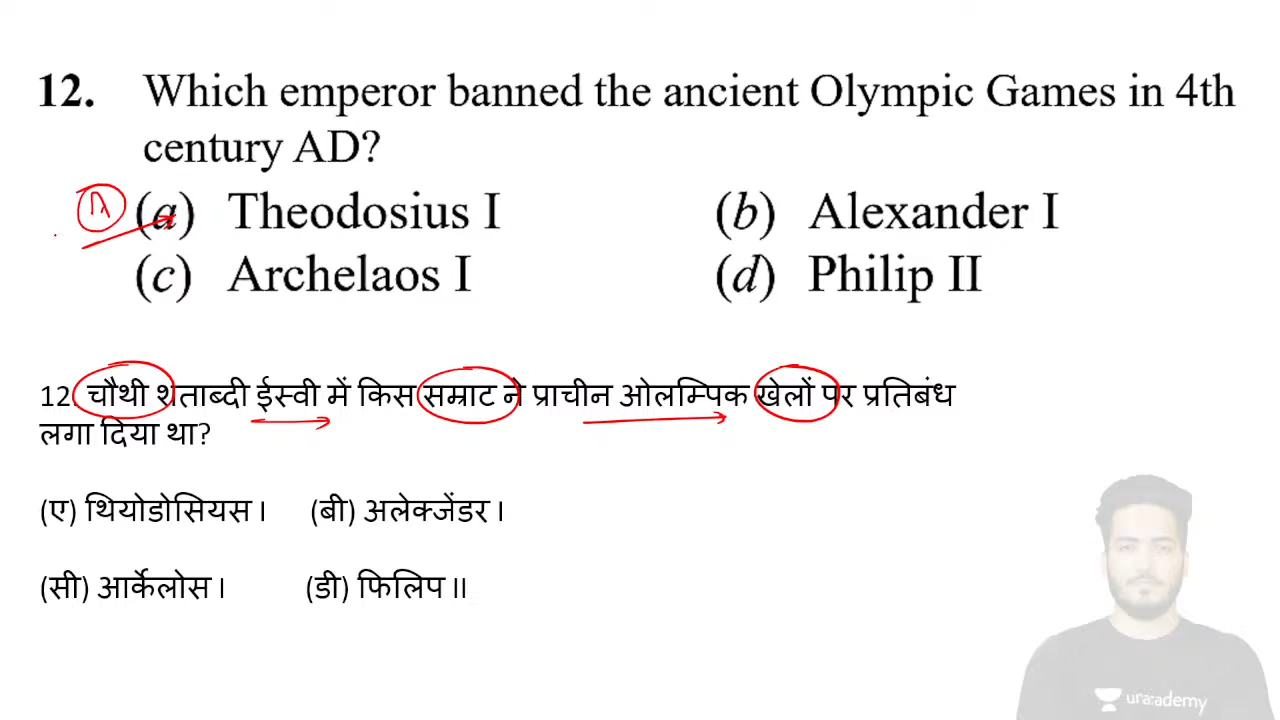 12. Which emperor banned the ancient Olympic Games in 4th
century AD?
(a) Theodosius I (b) Alexander I
(c) Archelaos I (d) Philip II
12. चौथी शताब्दी ईस्वी में किस सम्राट ने प्राचीन ओलम्पिक खेलों पर प्रतिबंध
लगा दिया था?
(ए) थियोडोसियस I (बी) अलेक्जेंडर I
(सी) आर्केलोस I (डी) फिलिप II